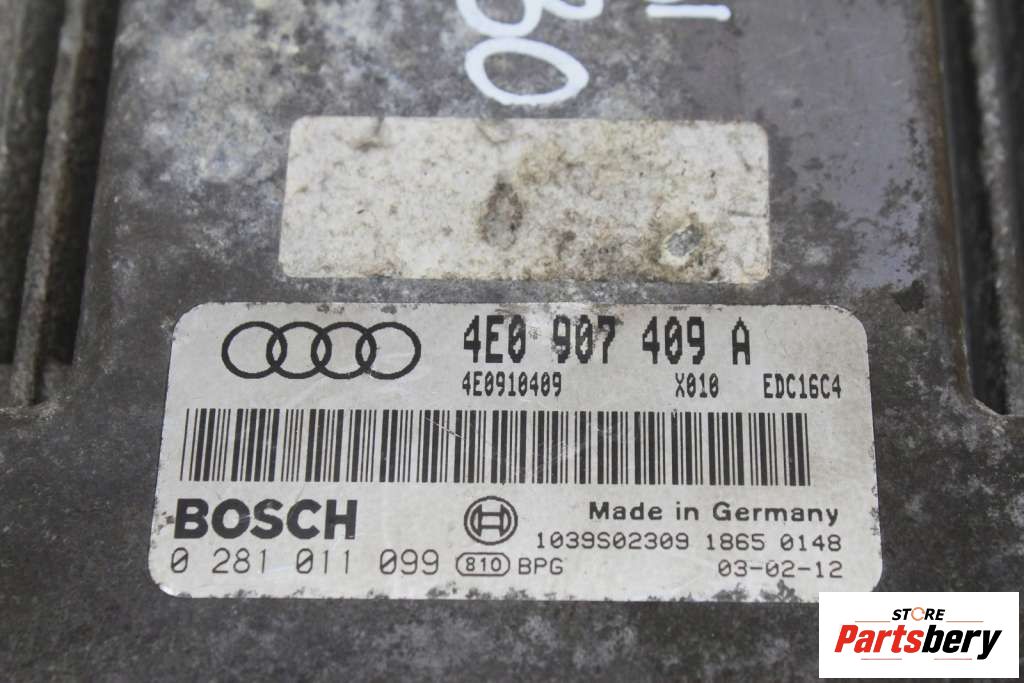 30
4E0 907 409 A
4E0910409 X010 EDC16C4
BOSCH
Made in Germany
1039S02309 1865 0148
0 281 011 099 810 BPG 03-02-12
STORE
Partsbery